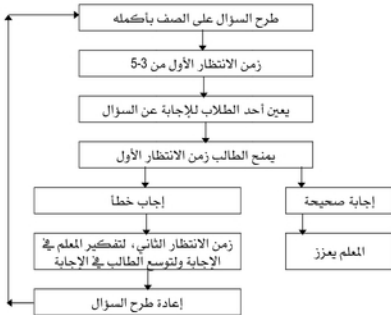 طرح السؤال على الصف بأكمله
زمن الانتظار الأول من 3-5
يعين أحد الطلاب للإجابة عن السؤال
يمنح الطالب زمن الانتظار الأول
إجابة صحيحة
إجاب خطأ
المعلم يعزز
زمن الانتظار الثاني، لتفكير المعلم في
الإجابة ولتوسع الطالب في الإجابة
إعادة طرح السؤال